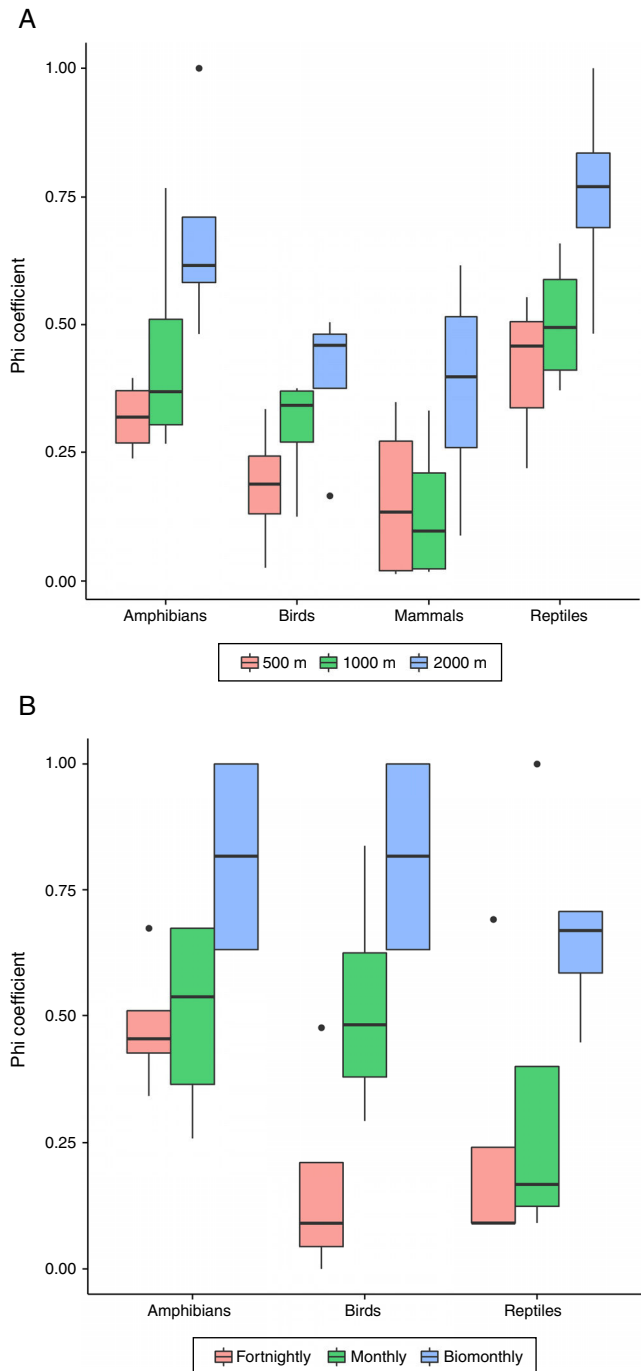 A
1.00
0.75
0.50
0.25
0.00
Phi coefficient
Amphibians Birds Mammals Reptiles
500 m 1000 m 2000 m
B
1.00
0.75
0.50
0.25
0.00
Phi coefficient
Amphibians Birds Reptiles
Fortnightly Monthly Biomonthly